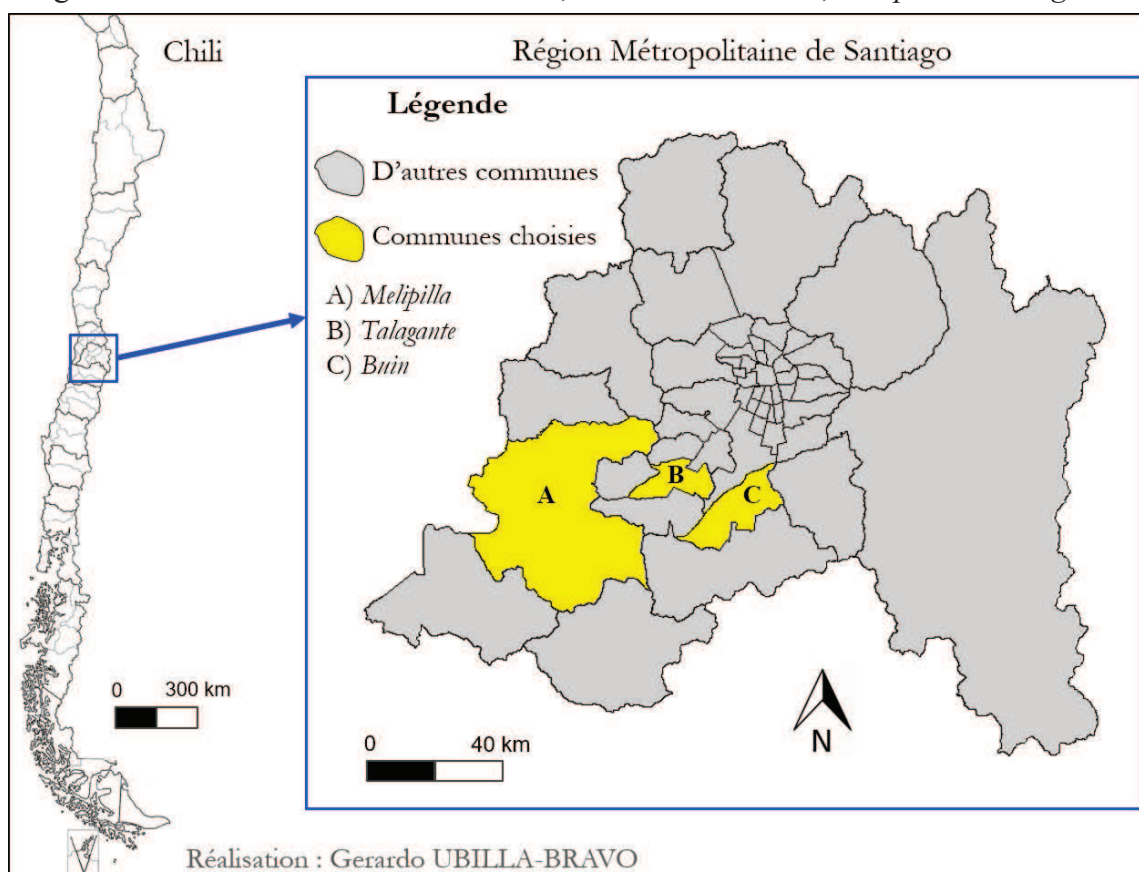 Chili
Région Métropolitaine de Santiago
Légende
D'autres communes
Communes choisies
A) Melipilla
B) Talagante
C) Buin
A
B
C
0 300 km
0 40 km
N
Réalisation : Gerardo UBILLA-BRAVO